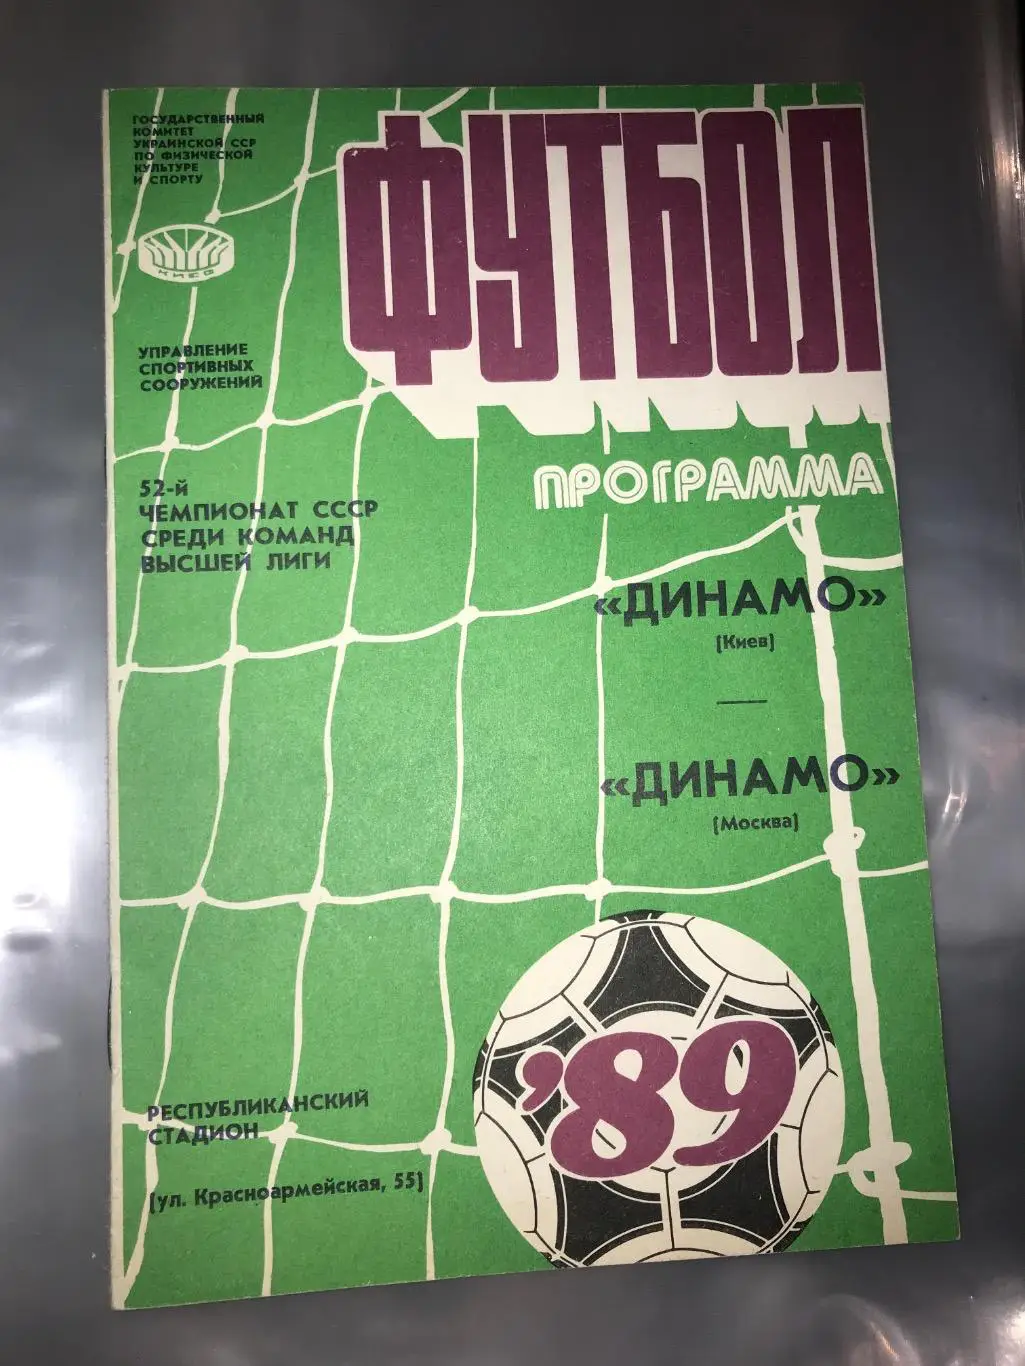 ГОСУДАРСТВЕННЫЙ
КОМИТЕТ
УКРАИНСКОЙ ССР
ПО ФИЗИЧЕСКОЙ
КУЛЬТУРЕ
И СПОРТУ
КИЕВ
УПРАВЛЕНИЕ
СПОРТИВНЫХ
СООРУЖЕНИЙ
ФУТБОЛ
ПРОГРАММА
52-й
ЧЕМПИОНАТ СССР
СРЕДИ КОМАНД
ВЫСШЕЙ ЛИГИ
«ДИНАМО»
(Киев)
—
«ДИНАМО»
(Москва)
'89
РЕСПУБЛИКАНСКИЙ
СТАДИОН
(ул. Красноармейская, 55)